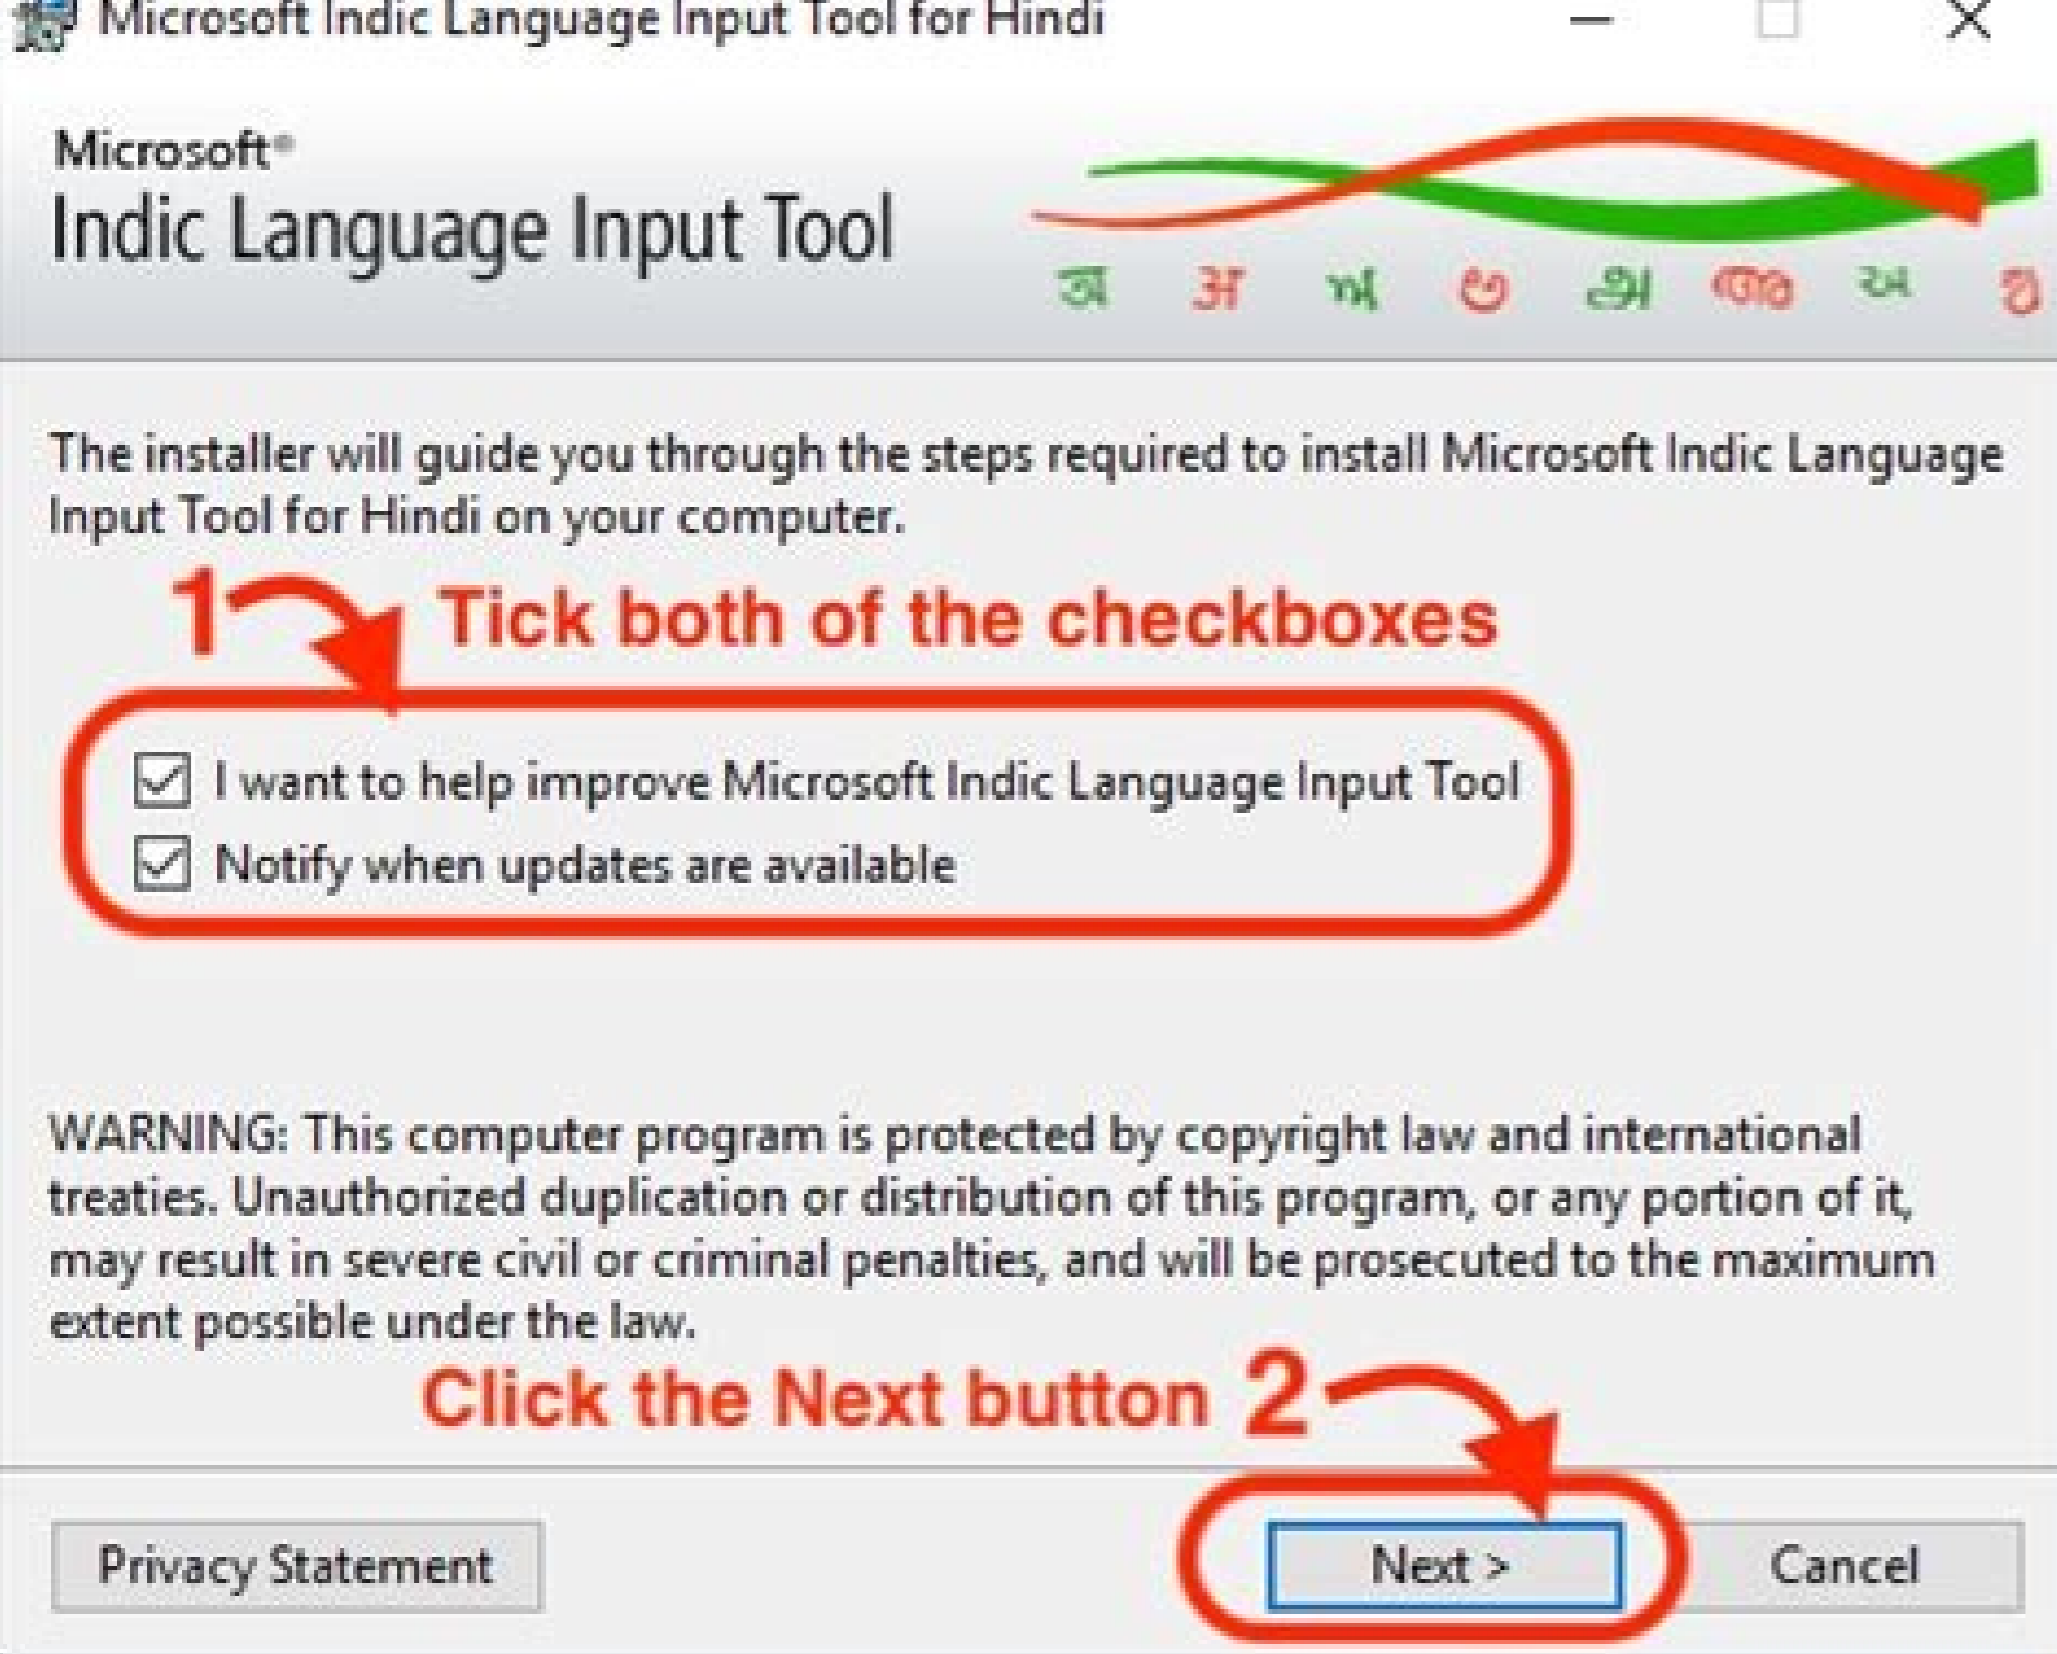 Microsoft Indic Language Input Tool for Hindi
Microsoft®
Indic Language Input Tool
অ अ ਅ అ அ അ અ ଅ
The installer will guide you through the steps required to install Microsoft Indic Language
Input Tool for Hindi on your computer.
1 Tick both of the checkboxes
I want to help improve Microsoft Indic Language Input Tool
Notify when updates are available
WARNING: This computer program is protected by copyright law and international
treaties. Unauthorized duplication or distribution of this program, or any portion of it,
may result in severe civil or criminal penalties, and will be prosecuted to the maximum
extent possible under the law.
Click the Next button 2
Privacy Statement Next > Cancel